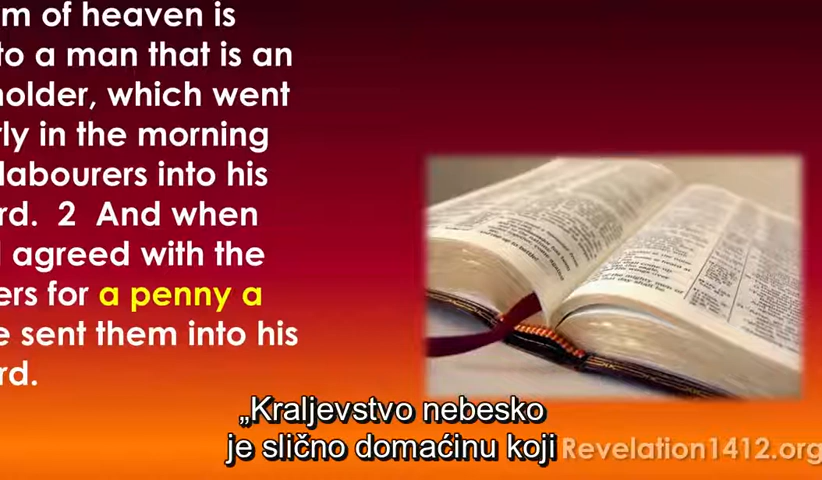 m of heaven is
to a man that is an
holder, which went
rly in the morning
labourers into his
rd. 2 And when
agreed with the
ers for a penny a
e sent them into his
rd.
„Kraljevstvo nebesko
je slično domaćinu koji
Revelation1412.org